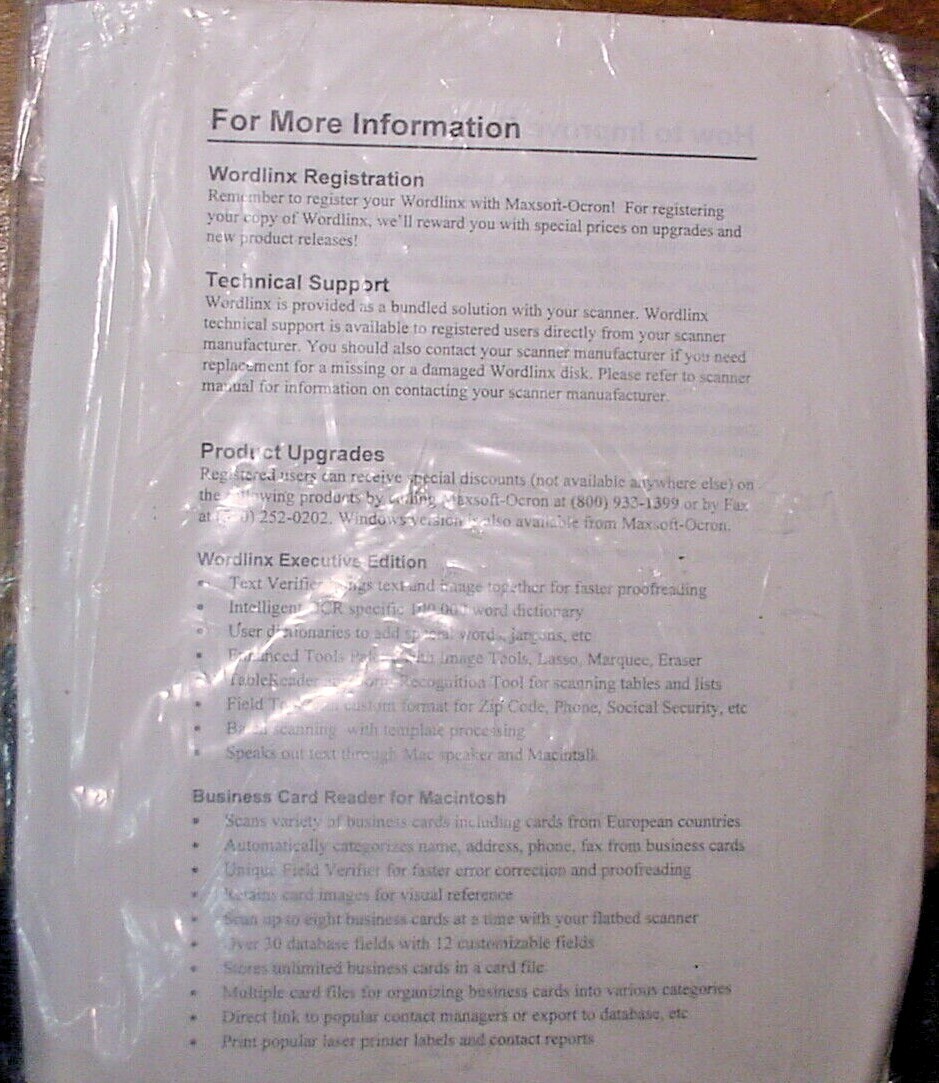 For More Information
Wordlinx Registration
Remember to register your Wordlinx with Maxsoft-Ocron! For registering
your copy of Wordlinx, we'll reward you with special prices on upgrades and
new product releases!
Technical Support
Wordlinx is provided as a bundled solution with your scanner. Wordlinx
technical support is available to registered users directly from your scanner
manufacturer. You should also contact your scanner manufacturer if you need
replacement for a missing or a damaged Wordlinx disk. Please refer to scanner
manual for information on contacting your scanner manuafacturer.
Product Upgrades
Registered users can receive special discounts (not available anywhere else) on
the following products by calling Maxsoft-Ocron at (800) 933-1399 or by Fax
at 252-0202. Windows version is also available from Maxsoft-Ocron.
Wordlinx Executive Edition
• Text Verifier text and image together for faster proofreading
• Intelligent OCR specific word dictionary
• User dictionaries to add special words, jargons, etc
• Enhanced Tools with Image Tools, Lasso, Marquee, Eraser
• TableReader Recognition Tool for scanning tables and lists
• Field custom format for Zip Code, Phone, Socical Security, etc
• scanning with template processing
• Speaks out text through Mac speaker and Macintalk
Business Card Reader for Macintosh
• Scans variety of business cards including cards from European countries
• Automatically categorizes name, address, phone, fax from business cards
• Unique Field Verifier for faster error correction and proofreading
• Retains card images for visual reference
• Scan up to eight business cards at a time with your flatbed scanner
• Over 30 database fields with 12 customizable fields
• Stores unlimited business cards in a card file
• Multiple card files for organizing business cards into various categories
• Direct link to popular contact managers or export to database, etc
• Print popular laser printer labels and contact reports